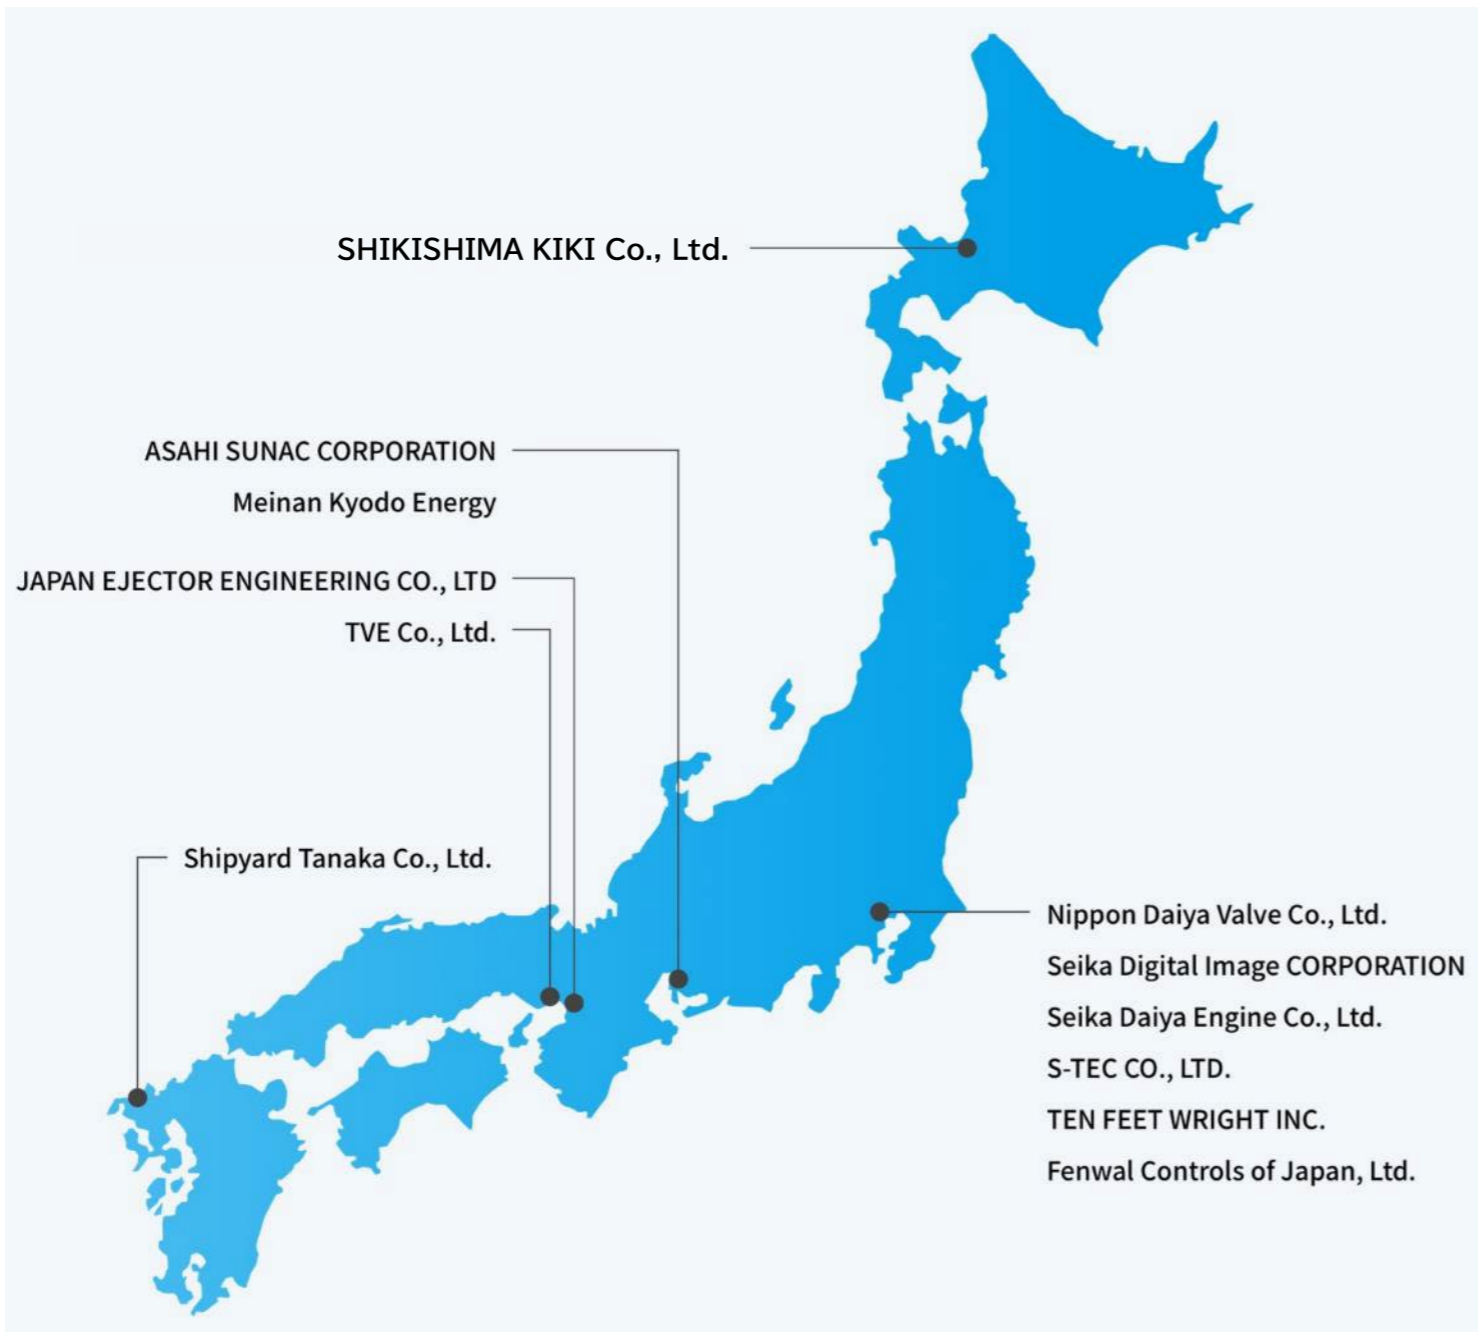 SHIKISHIMA KIKI Co., Ltd.
ASAHI SUNAC CORPORATION
Meinan Kyodo Energy
JAPAN EJECTOR ENGINEERING CO., LTD
TVE Co., Ltd.
Shipyard Tanaka Co., Ltd.
Nippon Daiya Valve Co., Ltd.
Seika Digital Image CORPORATION
Seika Daiya Engine Co., Ltd.
S-TEC CO., LTD.
TEN FEET WRIGHT INC.
Fenwal Controls of Japan, Ltd.